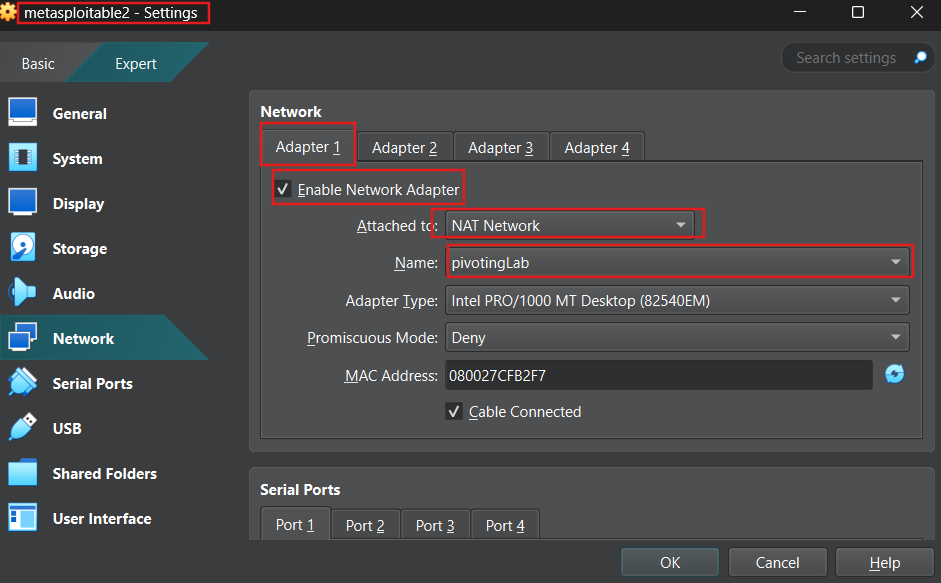 metasploitable2 - Settings
Basic
Expert
Search settings
General
System
Display
Storage
Audio
Network
Serial Ports
USB
Shared Folders
User Interface
Network
Adapter 1
Adapter 2
Adapter 3
Adapter 4
Enable Network Adapter
Attached to: NAT Network
Name: pivotingLab
Adapter Type: Intel PRO/1000 MT Desktop (82540EM)
Promiscuous Mode: Deny
MAC Address: 080027CFB2F7
Cable Connected
Serial Ports
Port 1
Port 2
Port 3
Port 4
OK
Cancel
Help